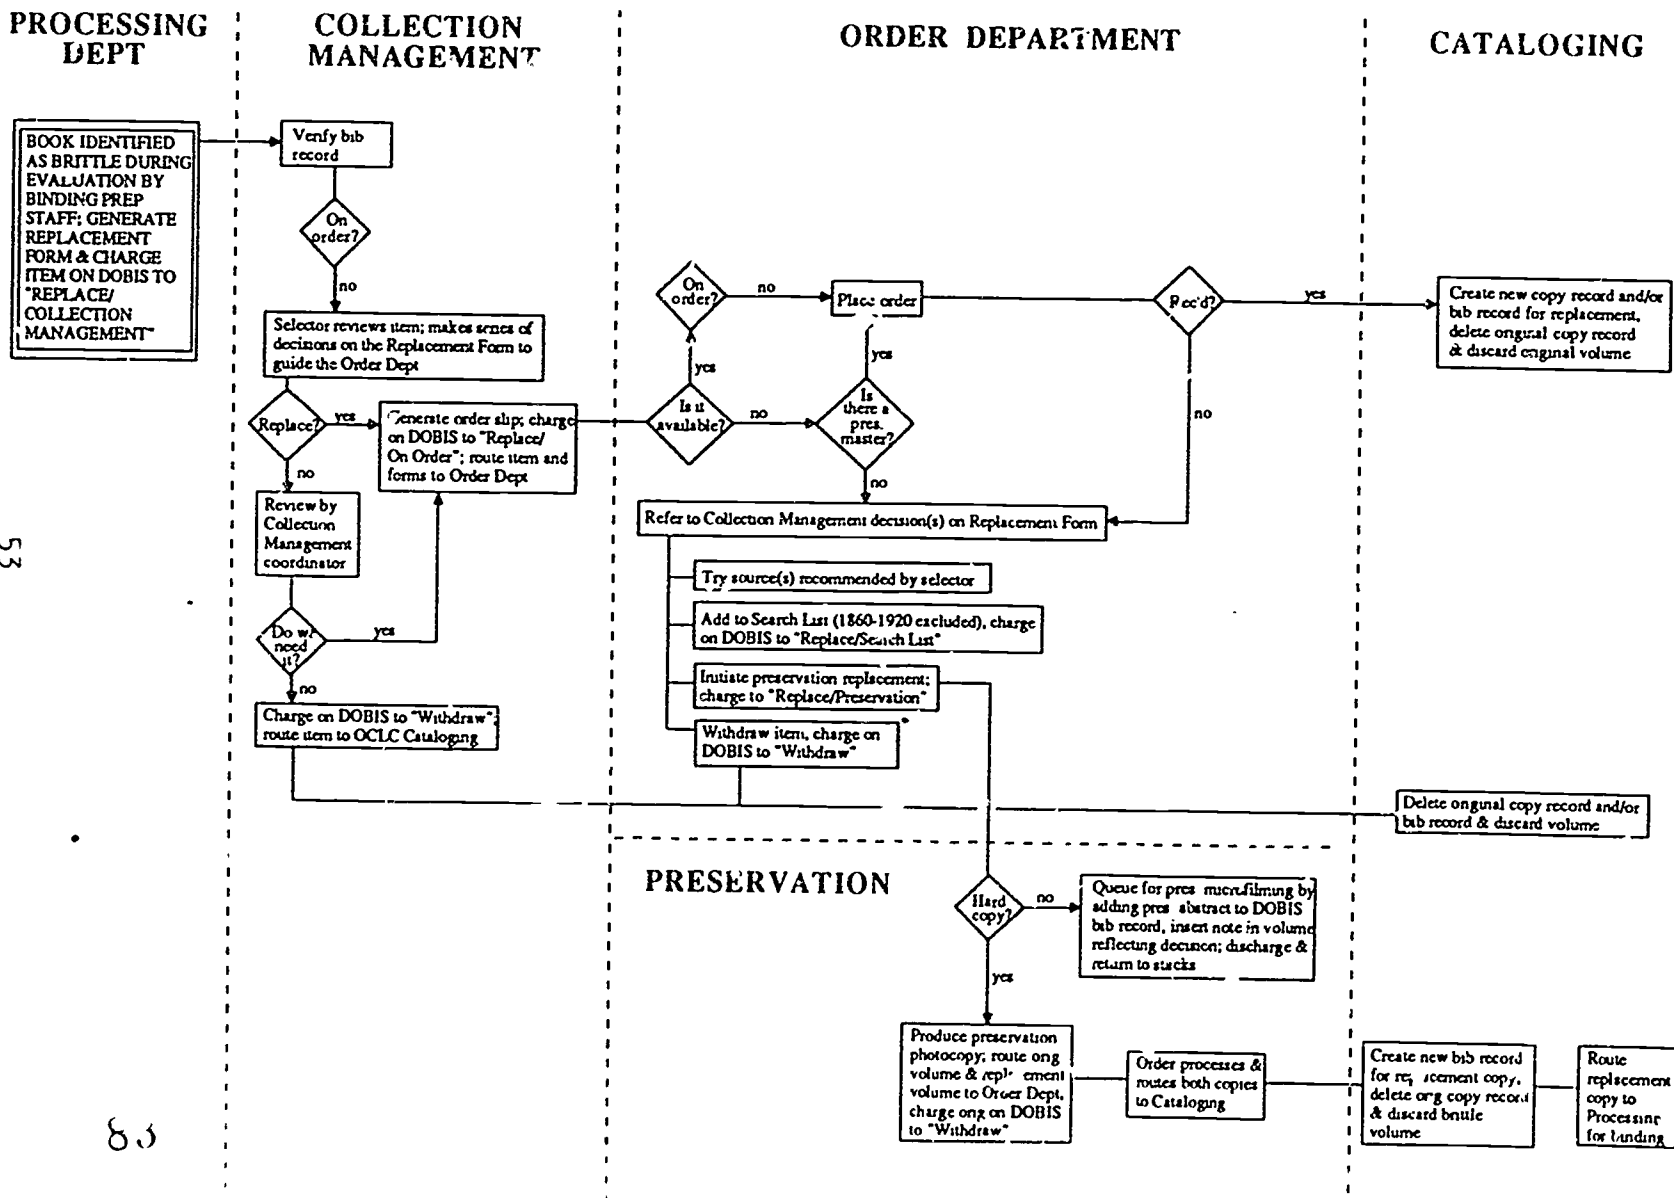 PROCESSING
DEPT
COLLECTION
MANAGEMENT
ORDER DEPARTMENT
CATALOGING
BOOK IDENTIFIED
AS BRITTLE DURING
EVALUATION BY
BINDING PREP
STAFF; GENERATE
REPLACEMENT
FORM & CHARGE
ITEM ON DOBIS TO
"REPLACE/
COLLECTION
MANAGEMENT"
Verify bib
record
On
order?
no
Selector reviews item; makes series of
decisions on the Replacement Form to
guide the Order Dept
Replace?
yes
no
Generate order slip; charge
on DOBIS to "Replace/
On Order"; route item and
forms to Order Dept
Review by
Collection
Management
coordinator
Do we
need
it?
yes
no
Charge on DOBIS to "Withdraw";
route item to OCLC Cataloging
On
order?
no
Place order
Rec'd?
yes
yes
yes
Is it
available?
no
Is
there a
pres.
master?
no
no
Refer to Collection Management decision(s) on Replacement Form
Try source(s) recommended by selector
Add to Search List (1860-1920 excluded), charge
on DOBIS to "Replace/Search List"
Initiate preservation replacement;
charge to "Replace/Preservation"
Withdraw item, charge on
DOBIS to "Withdraw"
Create new copy record and/or
bib record for replacement,
delete original copy record
& discard original volume
Delete original copy record and/or
bib record & discard volume
PRESERVATION
Hard
copy?
no
yes
Queue for pres microfilming by
adding pres abstract to DOBIS
bib record, insert note in volume
reflecting decision; discharge &
return to stacks
Produce preservation
photocopy; route orig
volume & replacement
volume to Order Dept,
charge orig on DOBIS
to "Withdraw"
Order processes &
routes both copies
to Cataloging
Create new bib record
for replacement copy,
delete orig copy record
& discard brittle
volume
Route
replacement
copy to
Processing
for binding
53
83